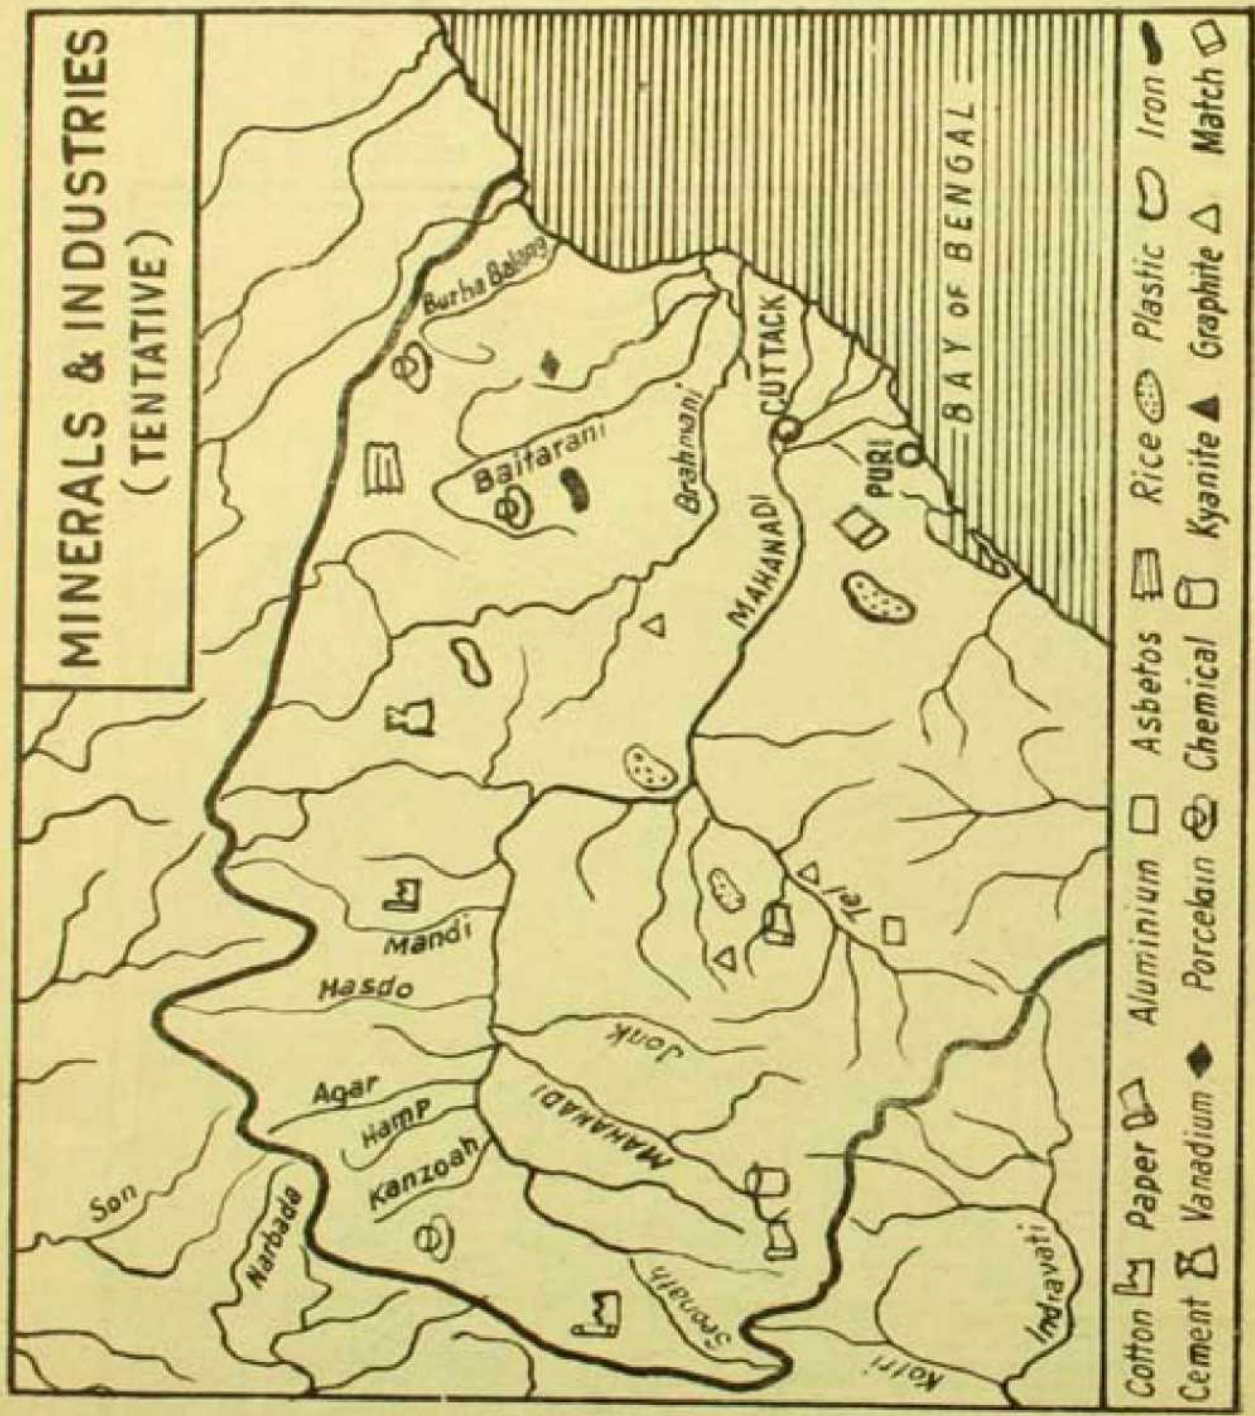 MINERALS & INDUSTRIES
(TENTATIVE)
Son
Narbada
Agar
Hamp
Kanzoah
Hasdo
Mandi
Burha Balang
Baitarani
Brahmani
MAHANADI
CUTTACK
PURI
BAY OF BENGAL
MAHANADI
Jonk
Tel
Seonath
Kotri
Indravati
Cotton Paper Aluminium Asbetos Rice Plastic Iron
Cement Vanadium Porcelain Chemical Kyanite Graphite Match